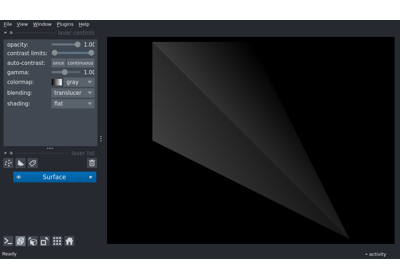 File View Window Plugins Help
layer controls
opacity: 1.00
contrast limits:
auto-contrast: once continuous
gamma: 1.00
colormap: gray
blending: translucer
shading: flat
layer list
Surface
Ready
activity